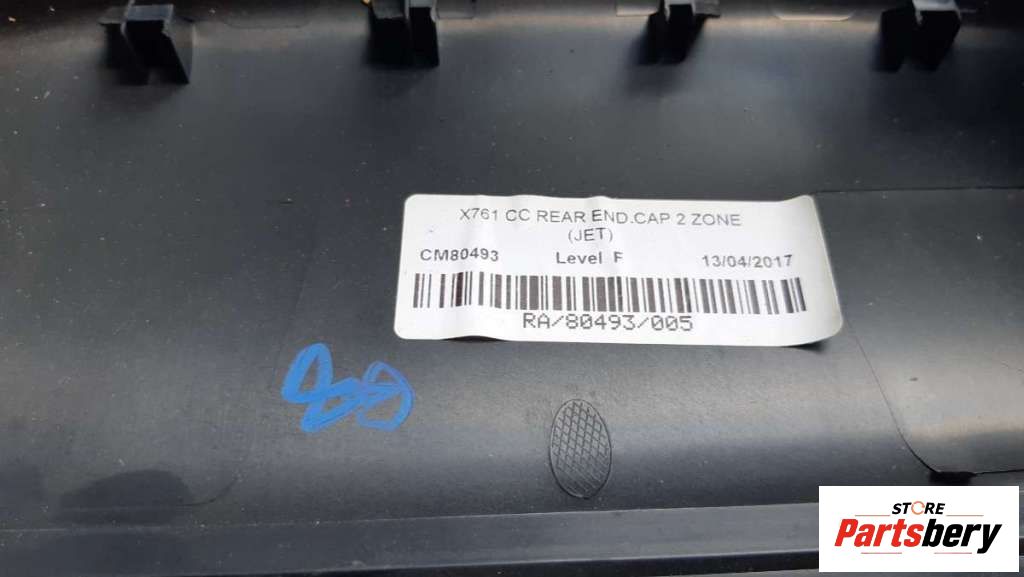 X761 CC REAR END.CAP 2 ZONE
(JET)
CM80493 Level F 13/04/2017
RA/80493/005
STORE
Partsbery